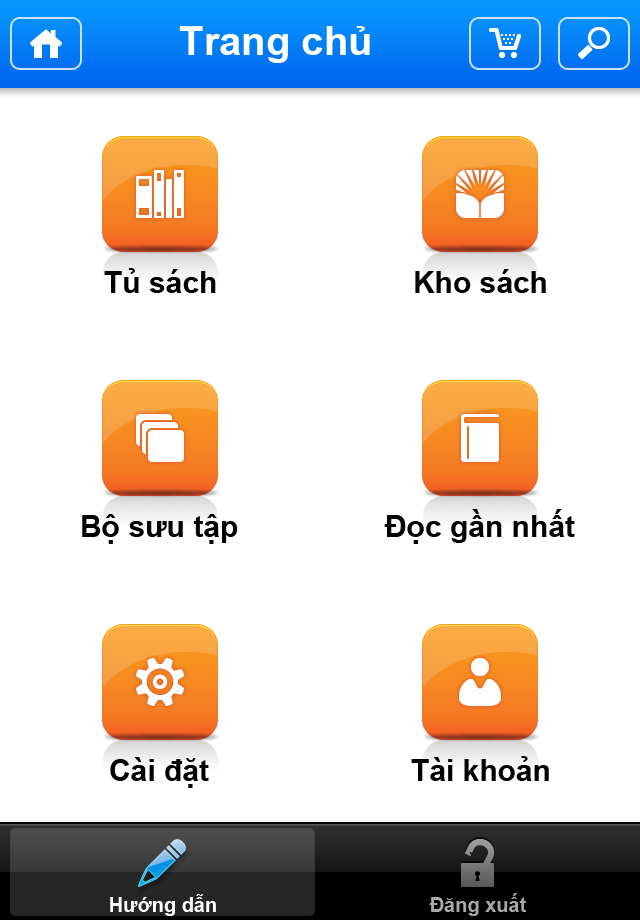 Trang chủ
Tủ sách
Kho sách
Bộ sưu tập
Đọc gần nhất
Cài đặt
Tài khoản
Hướng dẫn
Đăng xuất